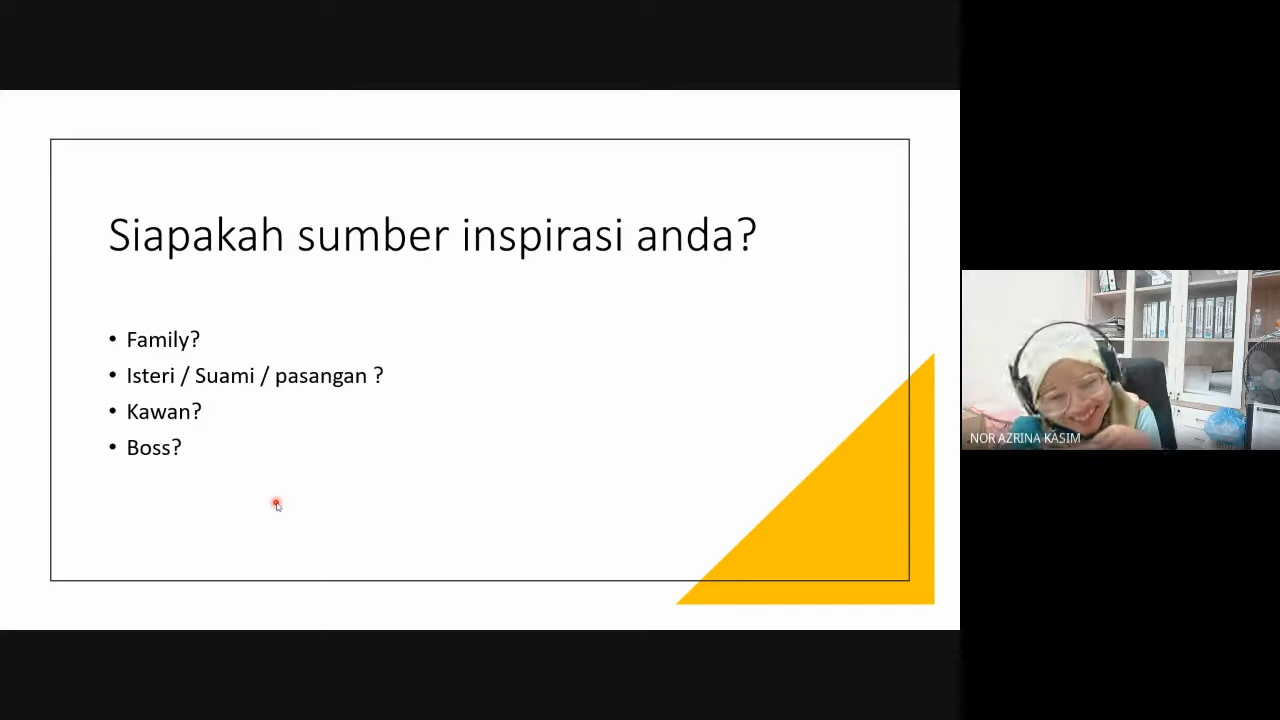 Siapakah sumber inspirasi anda?
• Family?
• Isteri / Suami / pasangan ?
• Kawan?
• Boss?
NOR AZRINA KASIM